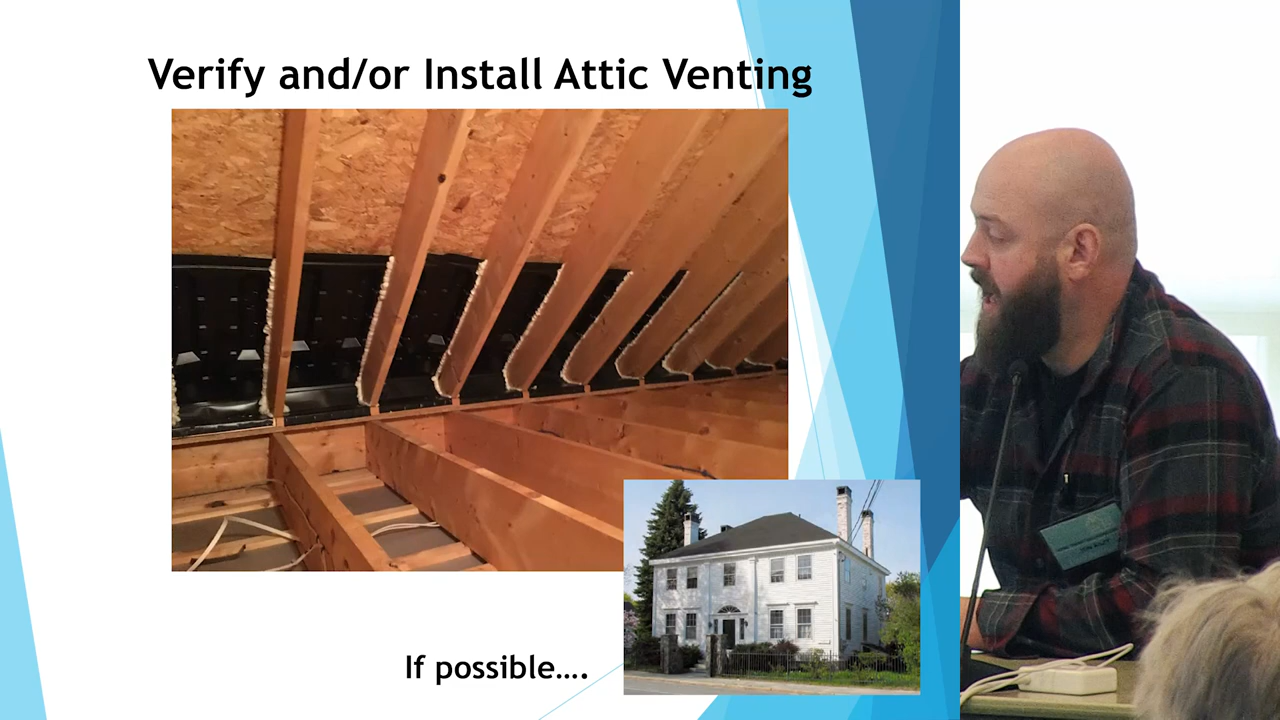 Verify and/or Install Attic Venting
If possible....